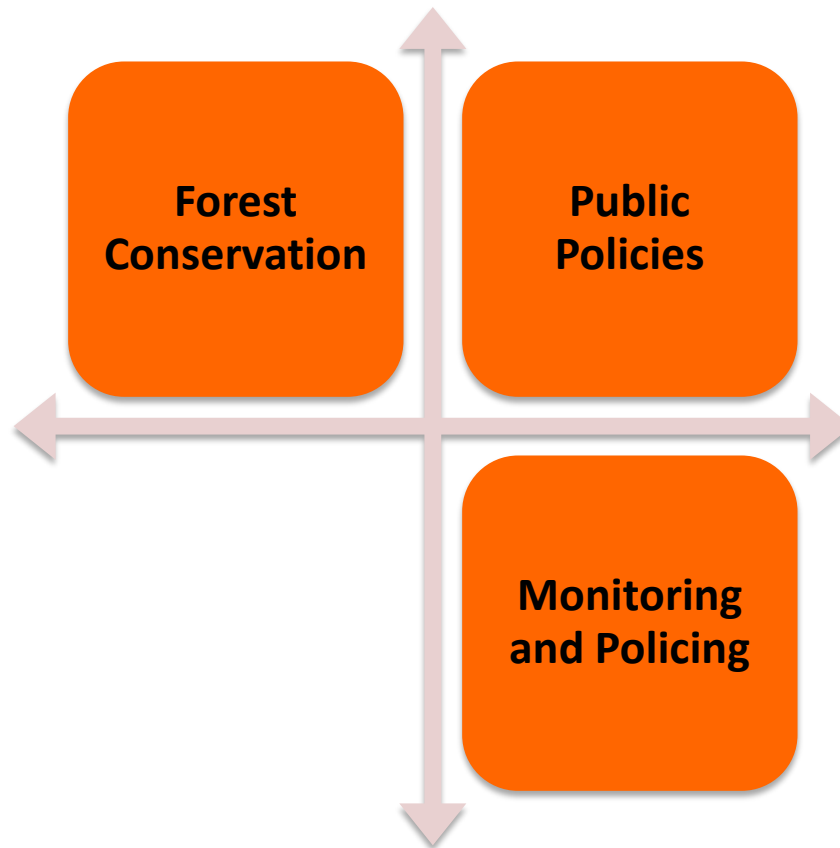 Forest
Conservation
Public
Policies
Monitoring
and Policing